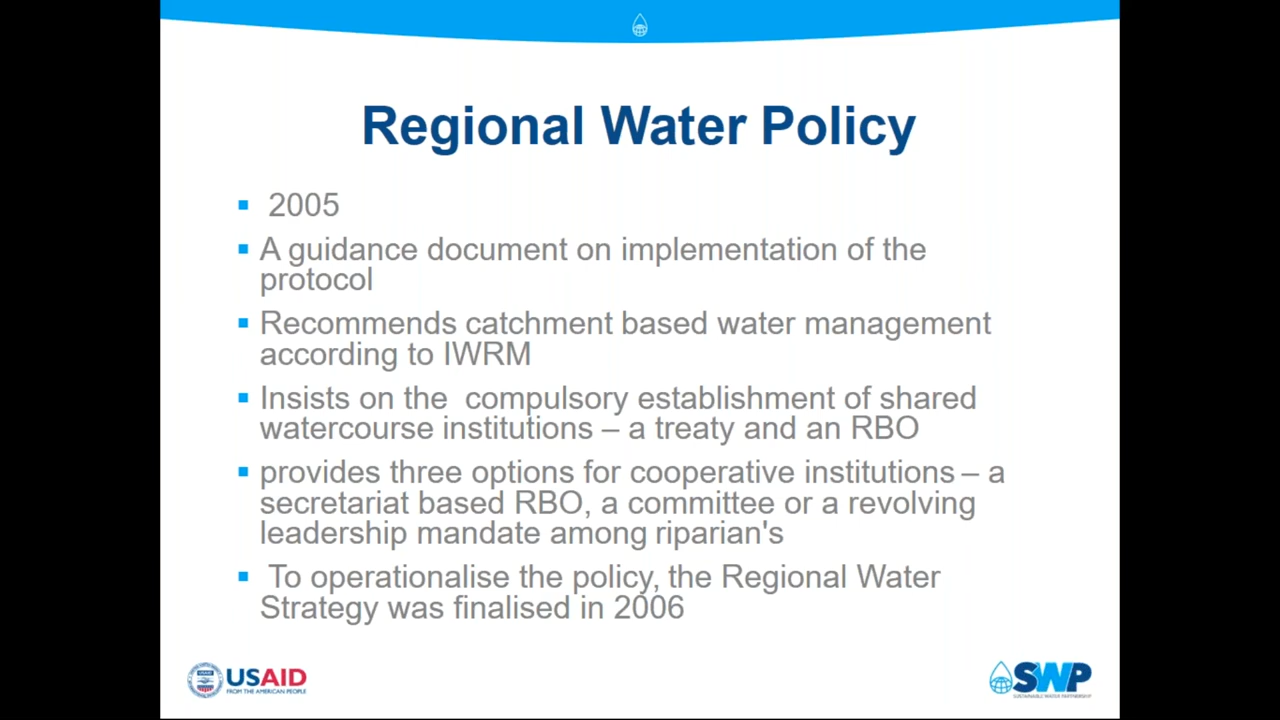 Regional Water Policy
2005
A guidance document on implementation of the
protocol
Recommends catchment based water management
according to IWRM
Insists on the  compulsory establishment of shared
watercourse institutions – a treaty and an RBO
provides three options for cooperative institutions – a
secretariat based RBO, a committee or a revolving
leadership mandate among riparian's
To operationalise the policy, the Regional Water
Strategy was finalised in 2006
USAID
FROM THE AMERICAN PEOPLE
SWP
SUSTAINABLE WATER PARTNERSHIP